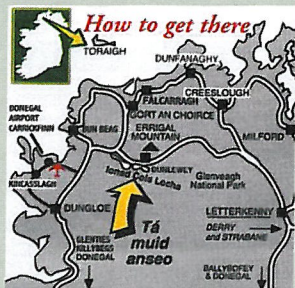 How to get there
TORAIGH
DUNFANAGHY
CREESLOUGH
FALCARRAGH
GORT AN CHOIRCE
DONEGAL
AIRPORT
CARRICKFINN
BUN BEAG
ERRIGAL
MOUNTAIN
MILFORD
DUNLEWEY
Ionad Cois Locha
Glenveagh
National Park
KINCASSLAGH
DUNGLOE
LETTERKENNY
Tá
muid
anseo
DERRY
and STRABANE
GLENTIES
KILLYBEGS
DONEGAL
BALLYBOFEY
& DONEGAL